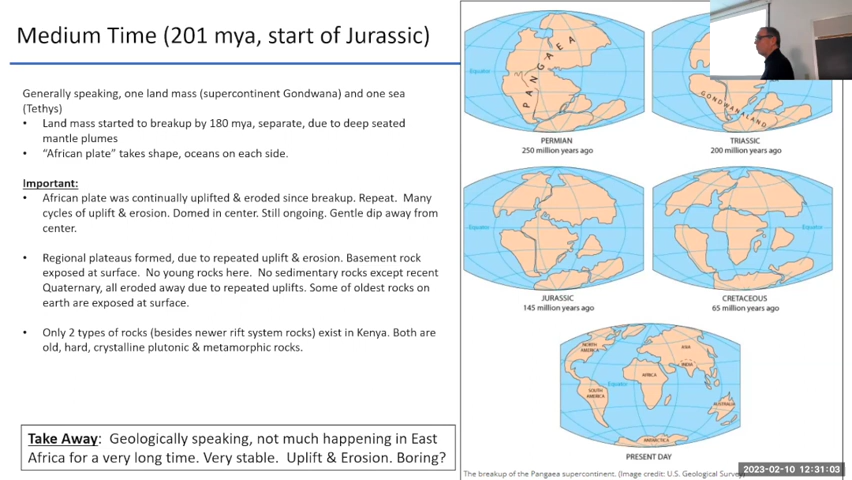 Medium Time (201 mya, start of Jurassic)
Generally speaking, one land mass (supercontinent Gondwana) and one sea
(Tethys)
• Land mass started to breakup by 180 mya, separate, due to deep seated
mantle plumes
• “African plate” takes shape, oceans on each side.
Important:
• African plate was continually uplifted & eroded since breakup. Repeat. Many
cycles of uplift & erosion. Domed in center. Still ongoing. Gentle dip away from
center.
• Regional plateaus formed, due to repeated uplift & erosion. Basement rock
exposed at surface. No young rocks here. No sedimentary rocks except recent
Quaternary, all eroded away due to repeated uplifts. Some of oldest rocks on
earth are exposed at surface.
• Only 2 types of rocks (besides newer rift system rocks) exist in Kenya. Both are
old, hard, crystalline plutonic & metamorphic rocks.
Take Away: Geologically speaking, not much happening in East
Africa for a very long time. Very stable. Uplift & Erosion. Boring?
PANGAEA
Equator
PERMIAN
250 million years ago
GONDWANALAND
TRIASSIC
200 million years ago
Equator
JURASSIC
145 million years ago
Equator
CRETACEOUS
65 million years ago
NORTH
AMERICA
ASIA
INDIA
AFRICA
Equator
SOUTH
AMERICA
AUSTRALIA
ANTARCTICA
PRESENT DAY
The breakup of the Pangaea supercontinent. (Image credit: U.S. Geological Survey
2023-02-10 12:31:03